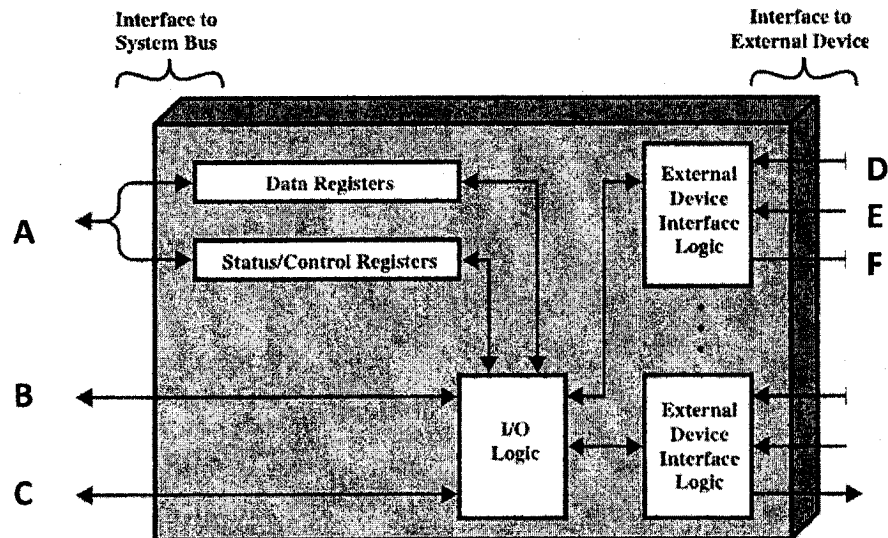 Interface to
System Bus
Interface to
External Device
Data Registers
Status/Control Registers
External
Device
Interface
Logic
A
B
C
D
E
F
I/O
Logic
External
Device
Interface
Logic